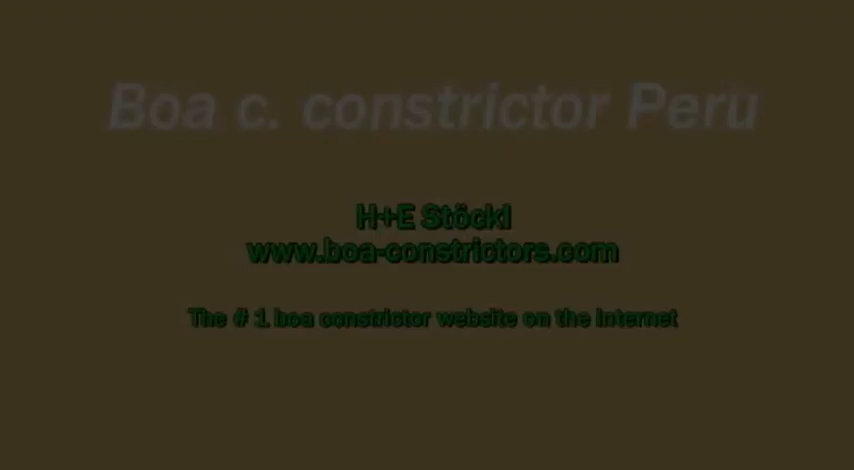 Boa c. constrictor Peru
H+E Stöckl
www.boa-constrictors.com
The # 1 boa constrictor website on the Internet